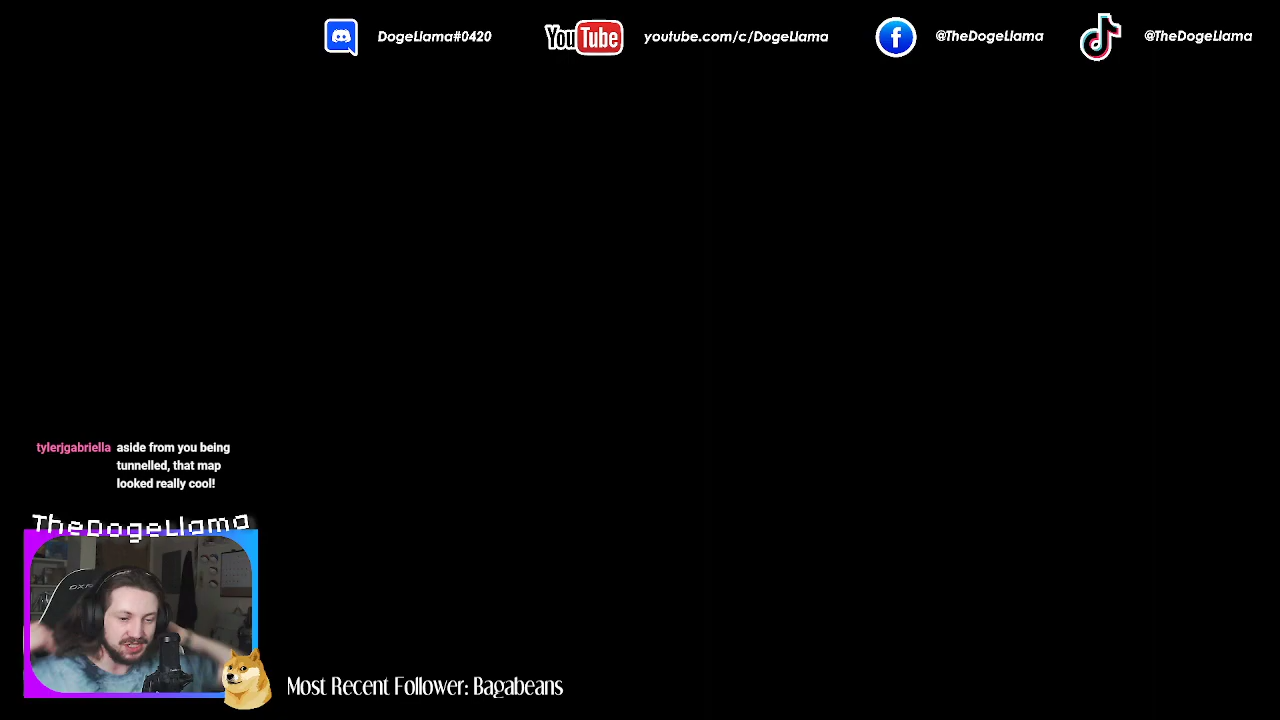 DogeLlama#0420
YouTube
youtube.com/c/DogeLlama
@TheDogeLlama
@TheDogeLlama
tylerjgabriella aside from you being
tunnelled, that map
looked really cool!
TheDogeLlama
Most Recent Follower: Bagabeans